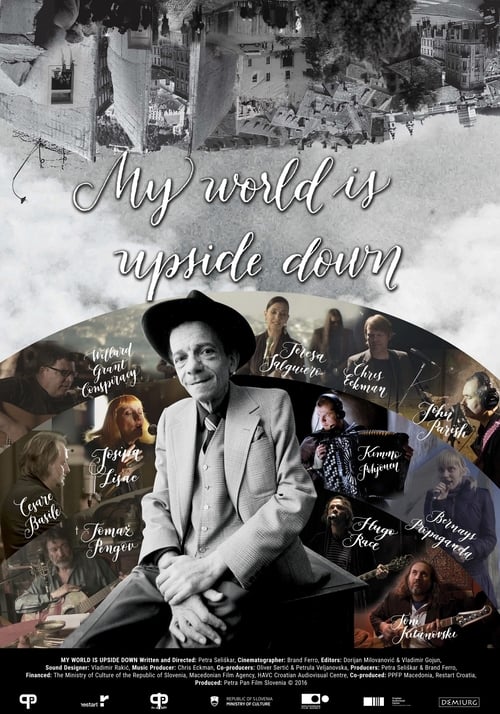 My world is
upside down
Willard
Grant
Conspiracy
Teresa
Salgueiro
Chris
Eckman
John
Parish
Josipa
Lisac
Kimmo
Pohjonen
Cesare
Basile
Tomaž
Pengov
Hugo
Race
Bernays
Propaganda
Toni
Kitanovski
MY WORLD IS UPSIDE DOWN Written and Directed: Petra Seliškar, Cinematographer: Brand Ferro, Editors: Dorijan Milovanović & Vladimir Gojun,
Sound Designer: Vladimir Rakić, Music Producer: Chris Eckman, Co-producers: Oliver Sertić & Petrula Veljanovska, Producers: Petra Seliškar & Brand Ferro,
Financed: The Ministry of Culture of the Republic of Slovenia, Macedonian Film Agency, HAVC Croatian Audiovisual Centre, Co-produced: PPFP Macedonia, Restart Croatia,
Produced: Petra Pan Film Slovenia © 2016
restart
REPUBLIC OF SLOVENIA
MINISTRY OF CULTURE
DEMIURG